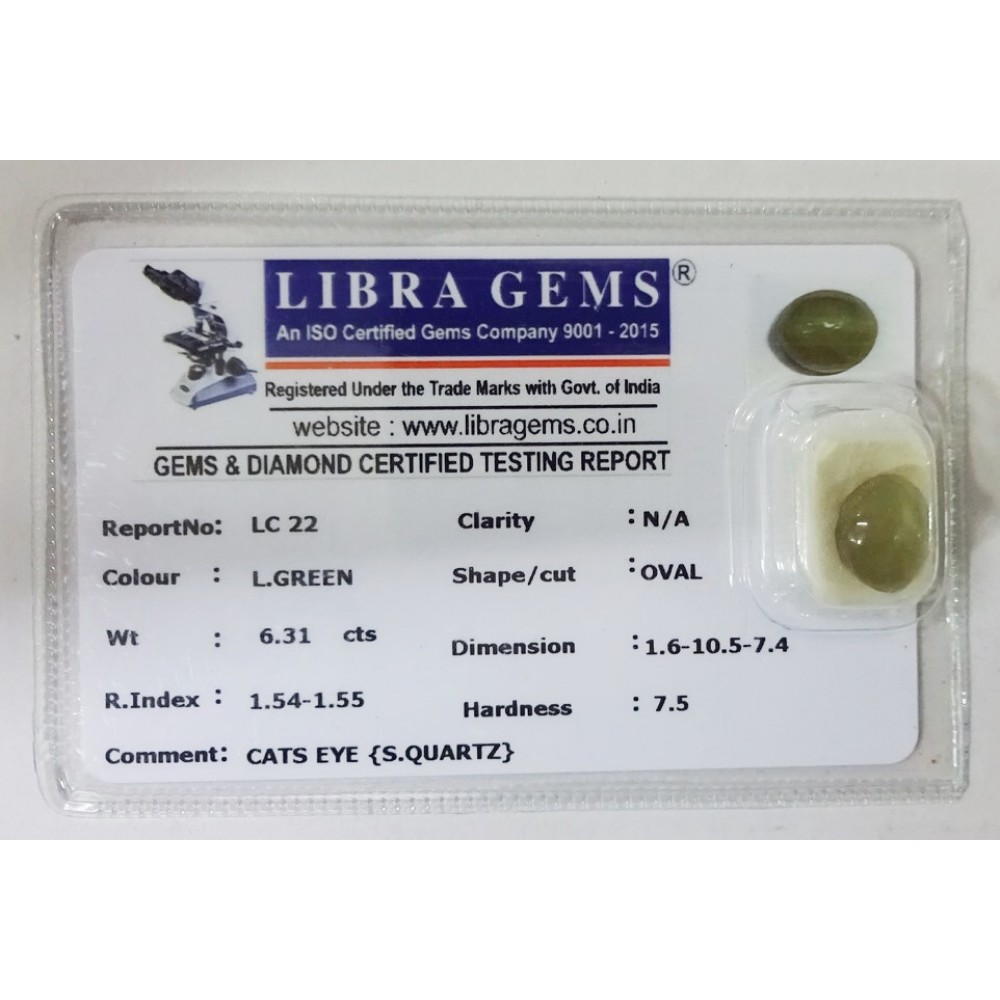 LIBRA GEMS ®
An ISO Certified Gems Company 9001 - 2015
Registered Under the Trade Marks with Govt. of India
website : www.libragems.co.in
GEMS & DIAMOND CERTIFIED TESTING REPORT
ReportNo: LC 22 Clarity : N/A
Colour : L.GREEN Shape/cut : OVAL
Wt : 6.31 cts Dimension : 1.6-10.5-7.4
R.Index : 1.54-1.55 Hardness : 7.5
Comment: CATS EYE {S.QUARTZ}